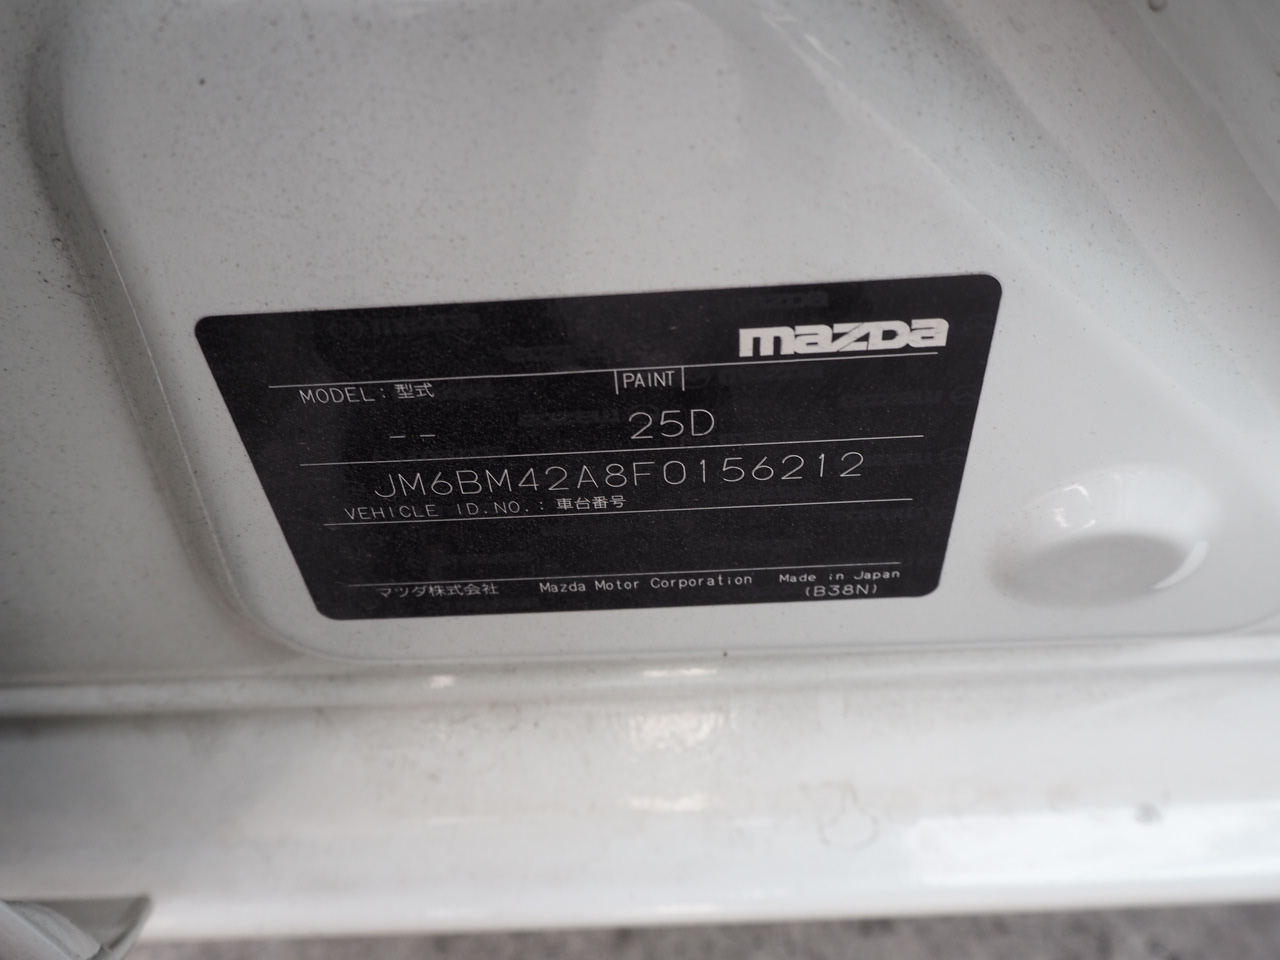 mazda
MODEL: 型式
PAINT
-- 25D
JM6BM42A8F0156212
VEHICLE ID.NO.: 車台番号
マツダ株式会社 Mazda Motor Corporation Made in Japan
(B38N)